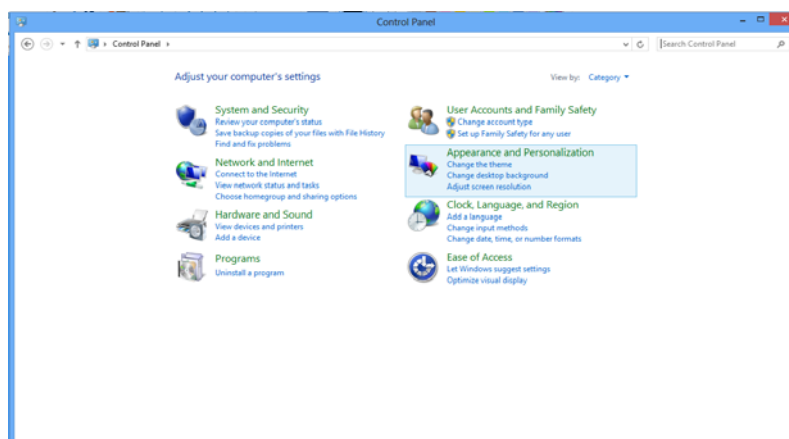 Control Panel
Control Panel
Search Control Panel
Adjust your computer's settings
View by: Category
System and Security
Review your computer's status
Save backup copies of your files with File History
Find and fix problems
Network and Internet
Connect to the Internet
View network status and tasks
Choose homegroup and sharing options
Hardware and Sound
View devices and printers
Add a device
Programs
Uninstall a program
User Accounts and Family Safety
Change account type
Set up Family Safety for any user
Appearance and Personalization
Change the theme
Change desktop background
Adjust screen resolution
Clock, Language, and Region
Add a language
Change input methods
Change date, time, or number formats
Ease of Access
Let Windows suggest settings
Optimize visual display